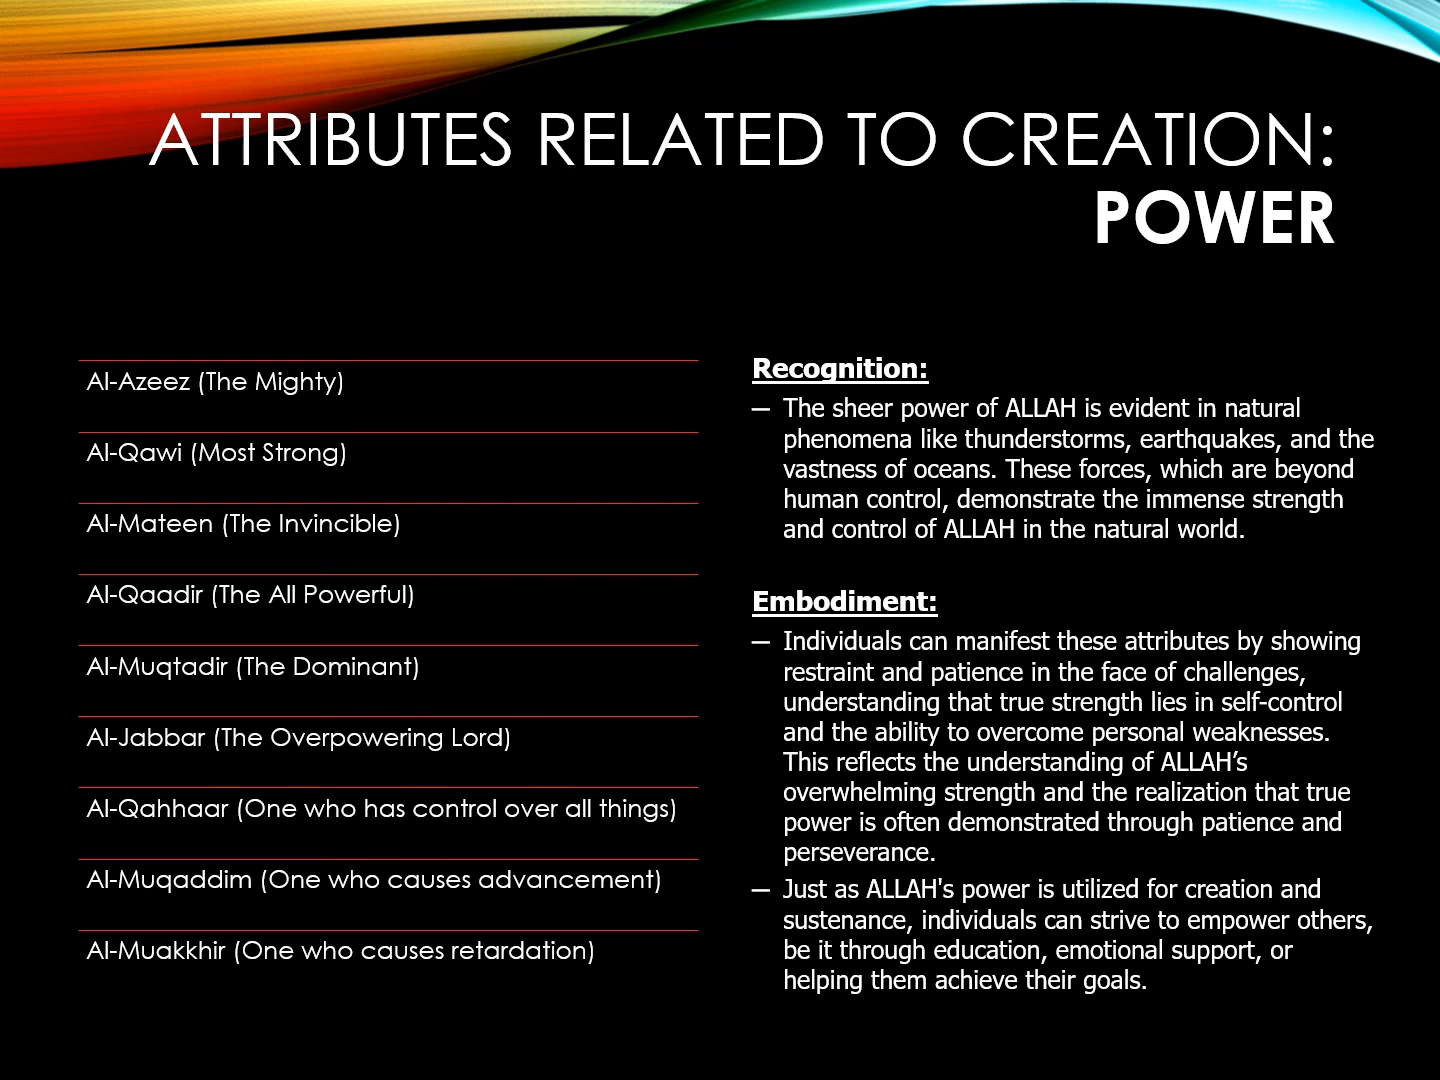 ATTRIBUTES RELATED TO CREATION:
POWER
Al-Azeez (The Mighty)
Al-Qawi (Most Strong)
Al-Mateen (The Invincible)
Al-Qaadir (The All Powerful)
Al-Muqtadir (The Dominant)
Al-Jabbar (The Overpowering Lord)
Al-Qahhaar (One who has control over all things)
Al-Muqaddim (One who causes advancement)
Al-Muakkhir (One who causes retardation)
Recognition:
– The sheer power of ALLAH is evident in natural
phenomena like thunderstorms, earthquakes, and the
vastness of oceans. These forces, which are beyond
human control, demonstrate the immense strength
and control of ALLAH in the natural world.
Embodiment:
– Individuals can manifest these attributes by showing
restraint and patience in the face of challenges,
understanding that true strength lies in self-control
and the ability to overcome personal weaknesses.
This reflects the understanding of ALLAH’s
overwhelming strength and the realization that true
power is often demonstrated through patience and
perseverance.
– Just as ALLAH's power is utilized for creation and
sustenance, individuals can strive to empower others,
be it through education, emotional support, or
helping them achieve their goals.